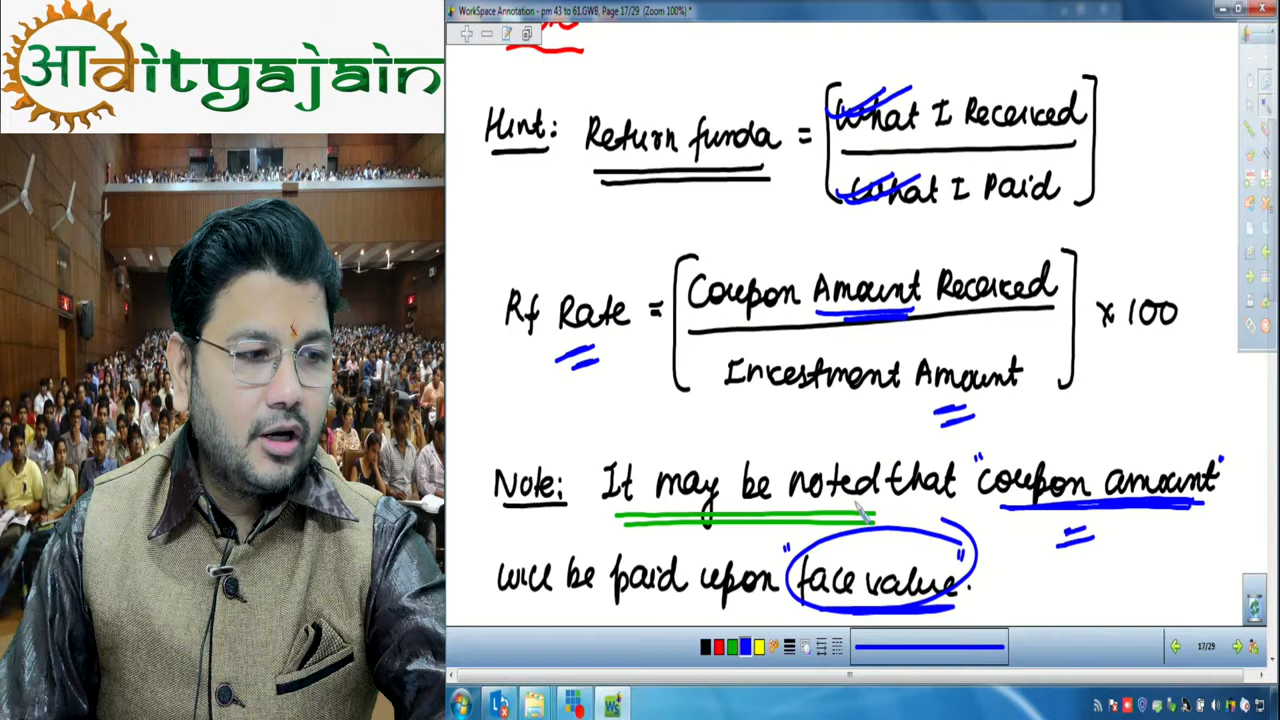 WorkSpace Annotation - pm 43 to 61.GWB, Page 17/29 (Zoom 100%) *
आdityajain
Hint: Return funda = [What I Received
What I Paid]
Rf Rate = [Coupon Amount Received
Investment Amount] × 100
Note: It may be noted that "coupon amount"
will be paid upon "face value".
17/29